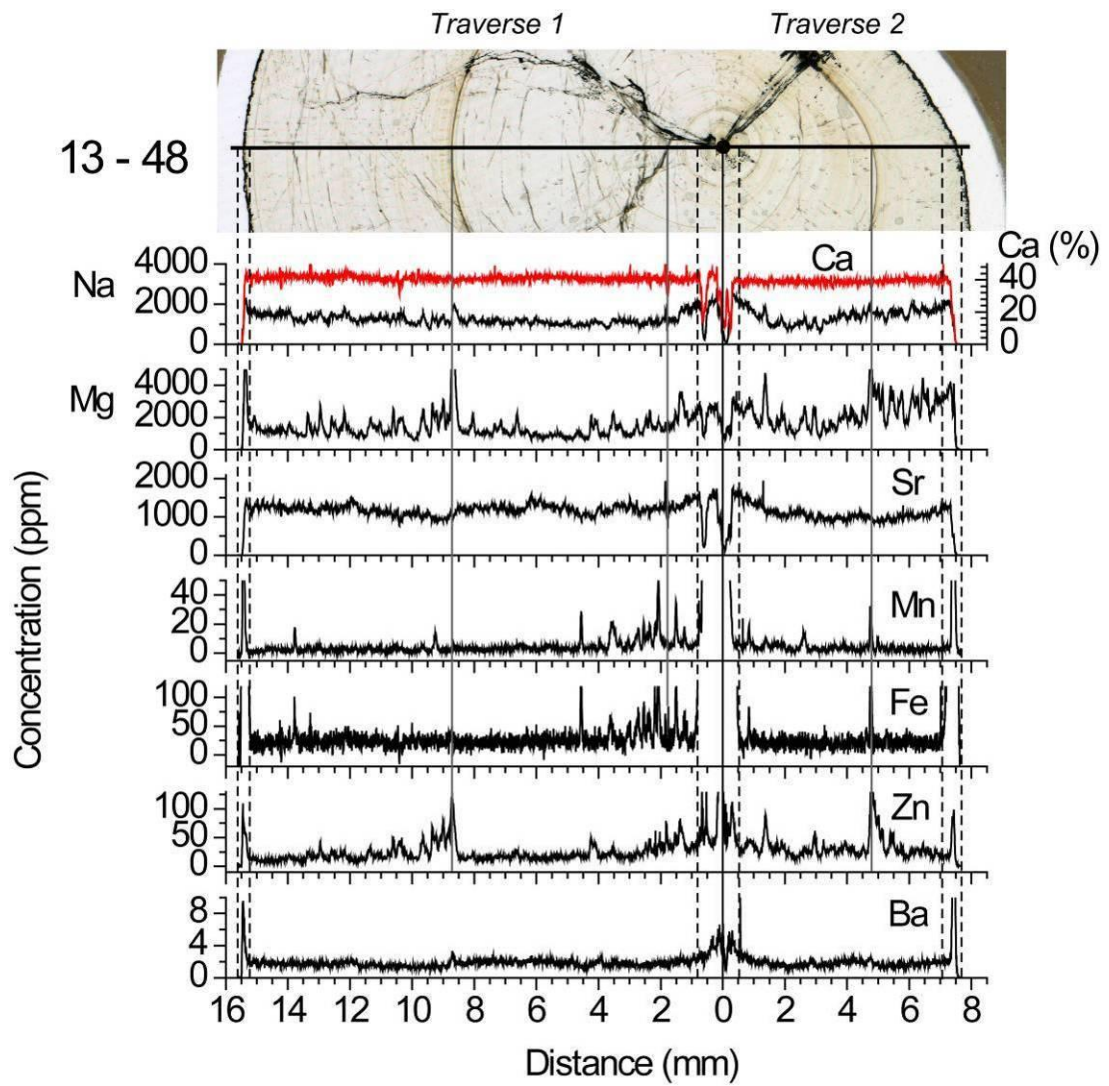 Traverse 1 Traverse 2
13 - 48
Ca (%)
Na 4000 2000 0 Ca 40 20 0
Mg 4000 2000 0
2000 1000 0 Sr
40 20 0 Mn
100 50 0 Fe
100 50 0 Zn
8 4 0 Ba
Concentration (ppm)
16 14 12 10 8 6 4 2 0 2 4 6 8
Distance (mm)